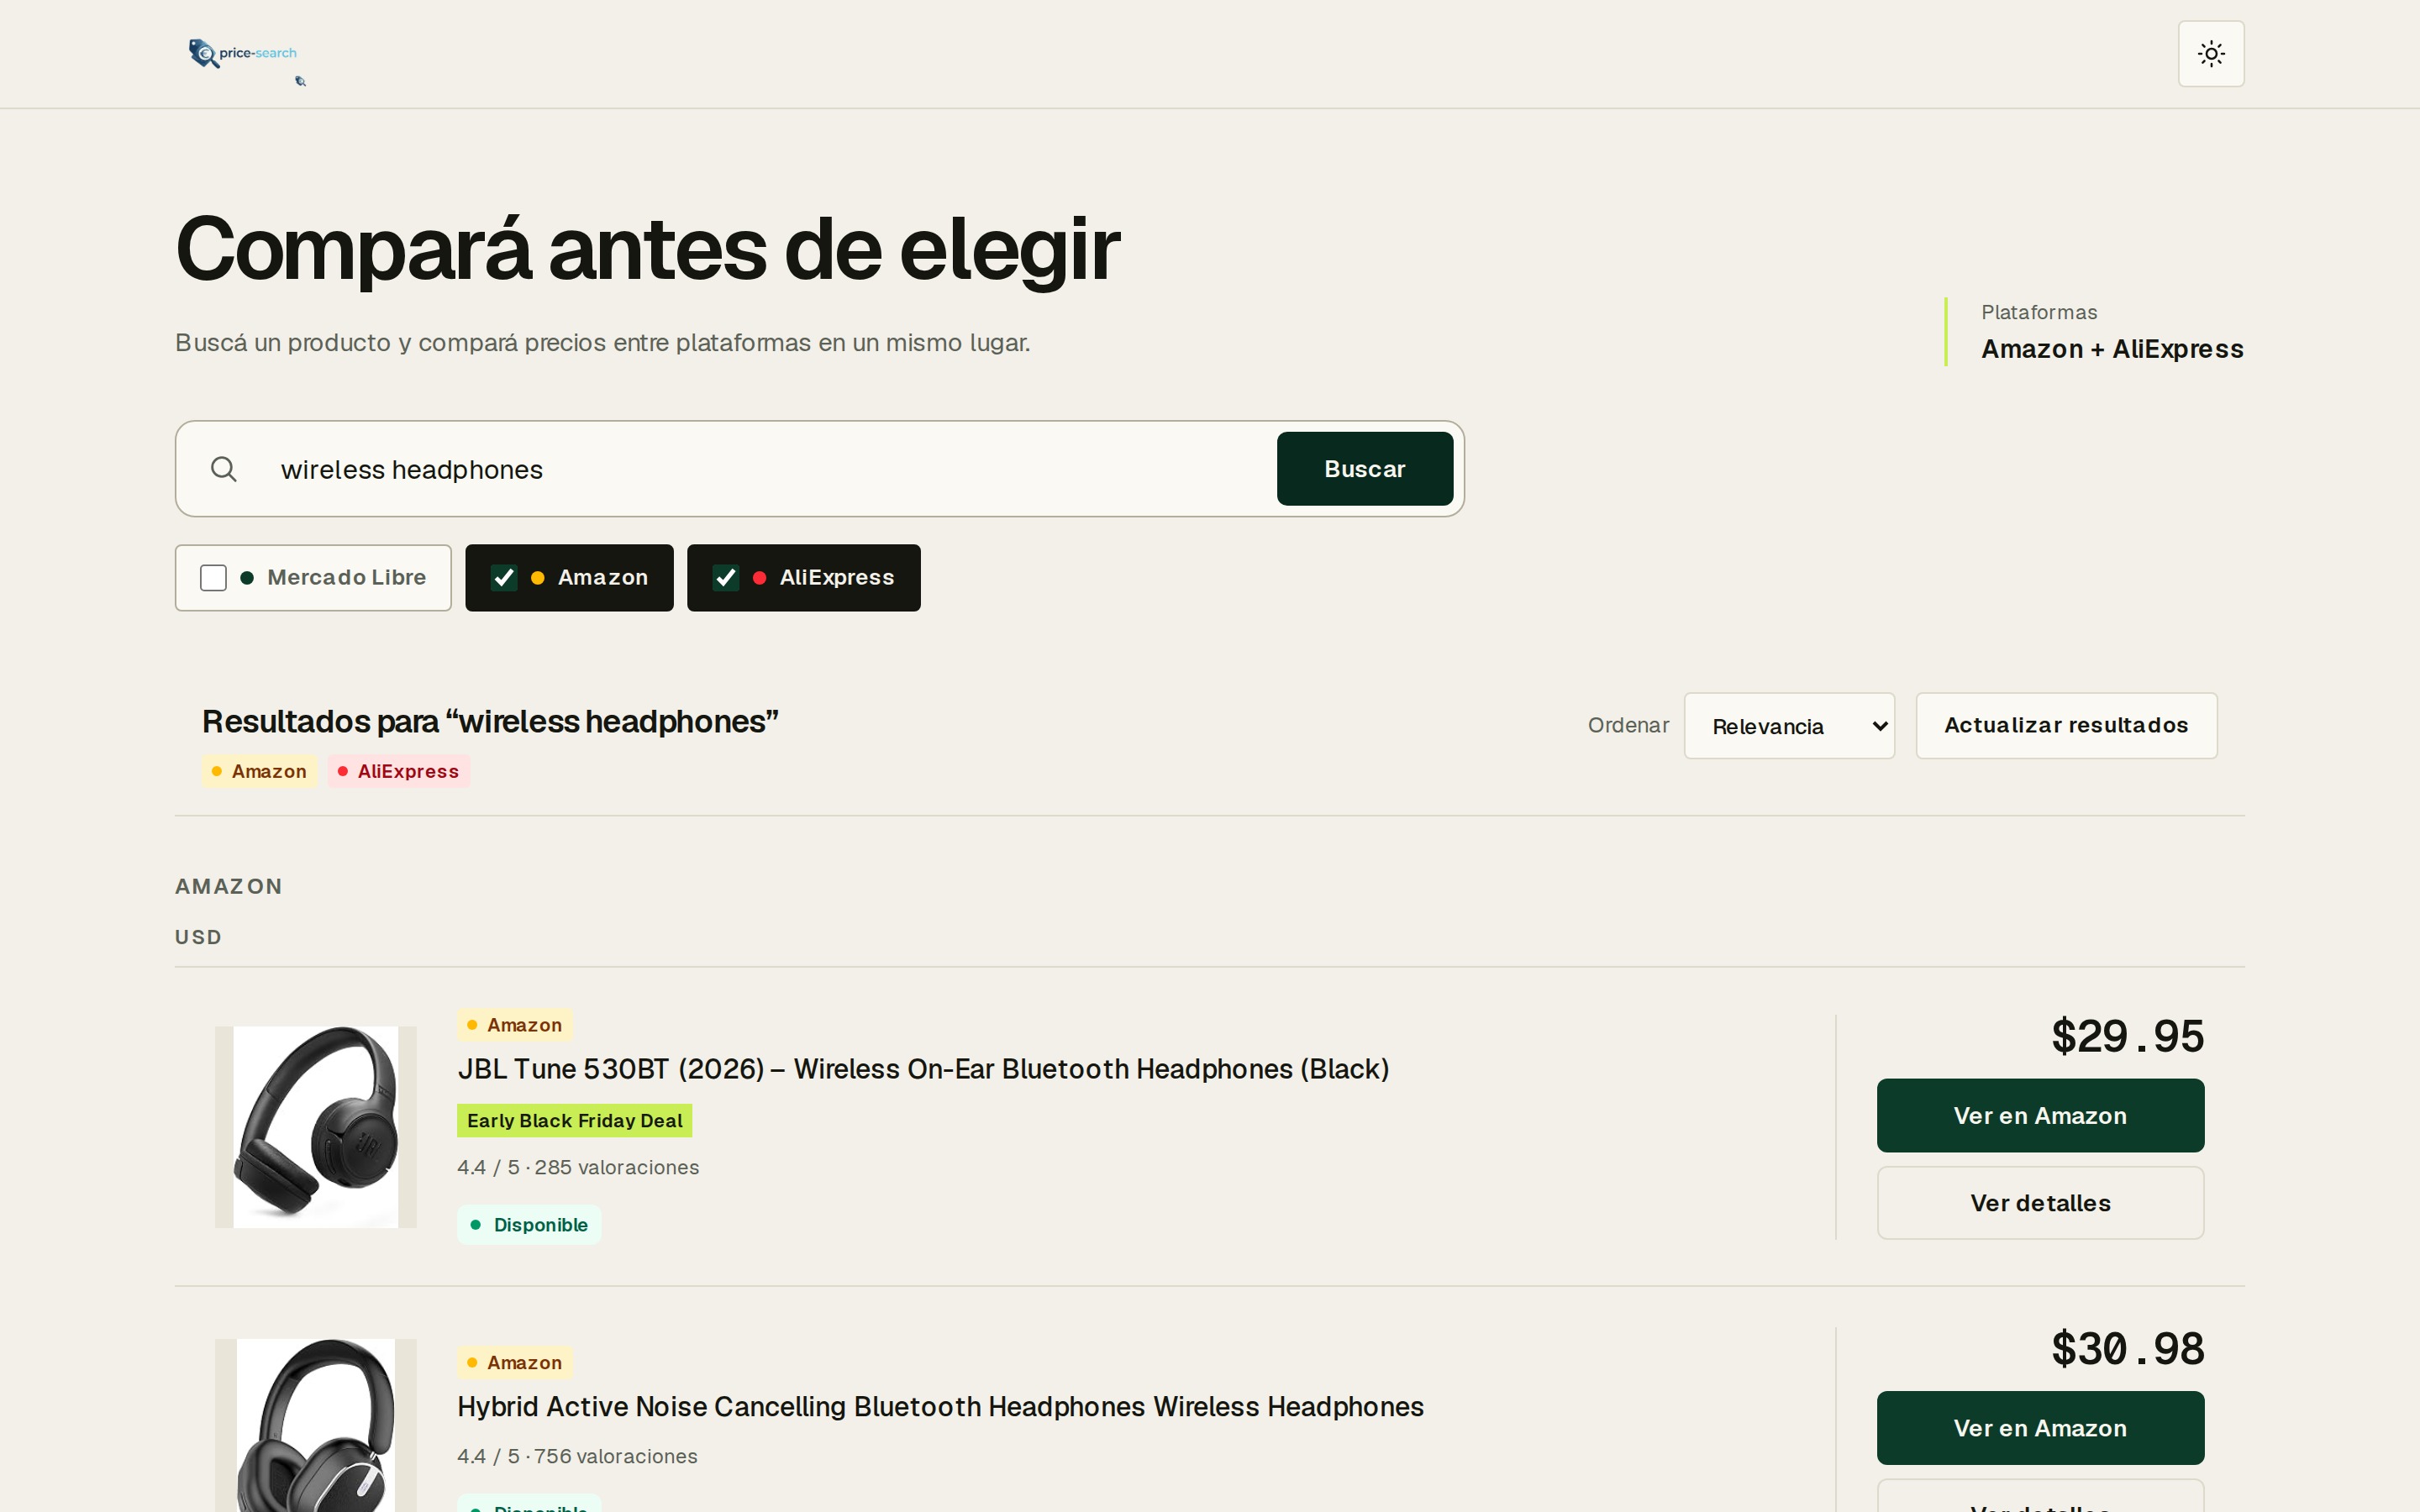 price-search
Compará antes de elegir
Buscá un producto y compará precios entre plataformas en un mismo lugar.
Plataformas
Amazon + AliExpress
wireless headphones
Buscar
Mercado Libre
Amazon
AliExpress
Resultados para “wireless headphones”
Amazon
AliExpress
Ordenar
Relevancia
Actualizar resultados
AMAZON
USD
Amazon
JBL Tune 530BT (2026) – Wireless On-Ear Bluetooth Headphones (Black)
Early Black Friday Deal
4.4 / 5 · 285 valoraciones
Disponible
$29.95
Ver en Amazon
Ver detalles
JBL
Amazon
Hybrid Active Noise Cancelling Bluetooth Headphones Wireless Headphones
4.4 / 5 · 756 valoraciones
Disponible
$30.98
Ver en Amazon
Ver detalles